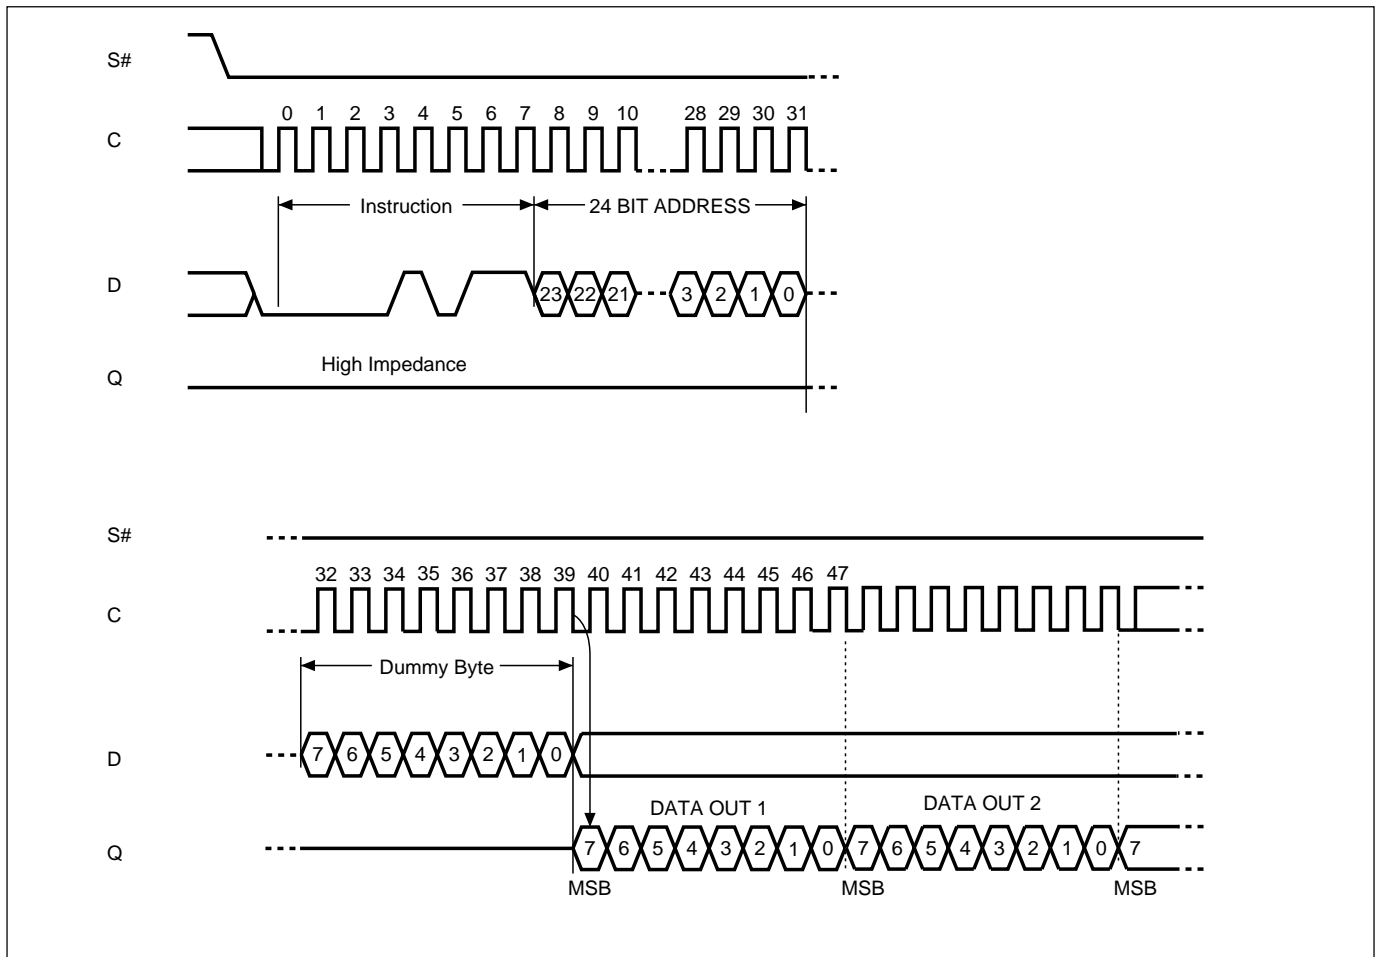 S#
C
0 1 2 3 4 5 6 7 8 9 10 28 29 30 31
Instruction
24 BIT ADDRESS
D
23 22 21 3 2 1 0
High Impedance
Q
S#
32 33 34 35 36 37 38 39 40 41 42 43 44 45 46 47
C
Dummy Byte
D
7 6 5 4 3 2 1 0
DATA OUT 1
DATA OUT 2
Q
7 6 5 4 3 2 1 0 7 6 5 4 3 2 1 0 7
MSB
MSB
MSB